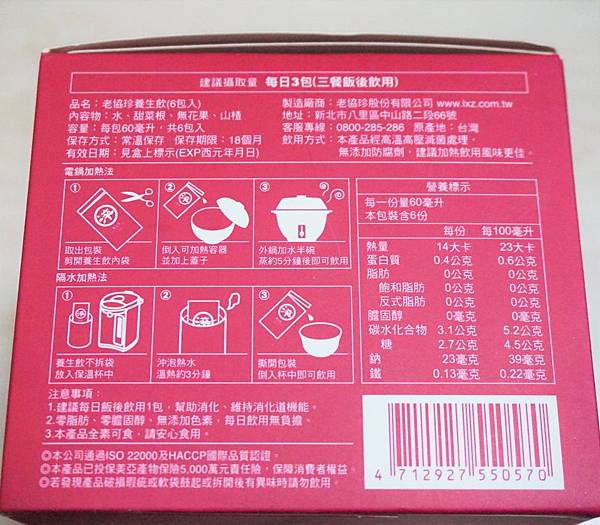 建議攝取量 每日3包(三餐飯後飲用)
品名：老協珍養生飲(6包入)
內容物：水、甜菜根、無花果、山楂
容量：每包60毫升，共6包入
保存方式：常溫保存 保存期限：18個月
有效日期：見盒上標示(EXP西元年月日)
製造廠商：老協珍股份有限公司 www.lxz.com.tw
地址：新北市八里區中山路二段66號
客服專線：0800-285-286 原產地：台灣
飲用方式：本產品經高溫高壓滅菌處理，
無添加防腐劑，建議加熱飲用風味更佳。
電鍋加熱法
①
取出包裝
剪開養生飲內袋
②
倒入可加熱容器
並加上蓋子
③
外鍋加水半碗
蒸約5分鐘後即可飲用
隔水加熱法
①
養生飲不拆袋
放入保溫杯中
②
沖泡熱水
溫熱約3分鐘
③
撕開包裝
倒入杯中即可飲用
營養標示
每一份量60毫升
本包裝含6份
每份 每100毫升
熱量 14大卡 23大卡
蛋白質 0.4公克 0.6公克
脂肪 0公克 0公克
飽和脂肪 0公克 0公克
反式脂肪 0公克 0公克
膽固醇 0毫克 0毫克
碳水化合物 3.1公克 5.2公克
糖 2.7公克 4.5公克
鈉 23毫克 39毫克
鐵 0.13毫克 0.22毫克
注意事項：
1.建議每日飯後飲用1包，幫助消化、維持消化道機能。
2.零脂肪、零膽固醇、無添加色素，每日飲用無負擔。
3.本產品全素可食，請安心食用。
◎本公司通過ISO 22000及HACCP國際品質認證。
◎本產品已投保美亞產物保險5,000萬元責任險，保障消費者權益。
◎若發現產品破損瑕疵或軟袋鼓起或拆開後有異味時請勿飲用。
4 712927 550570